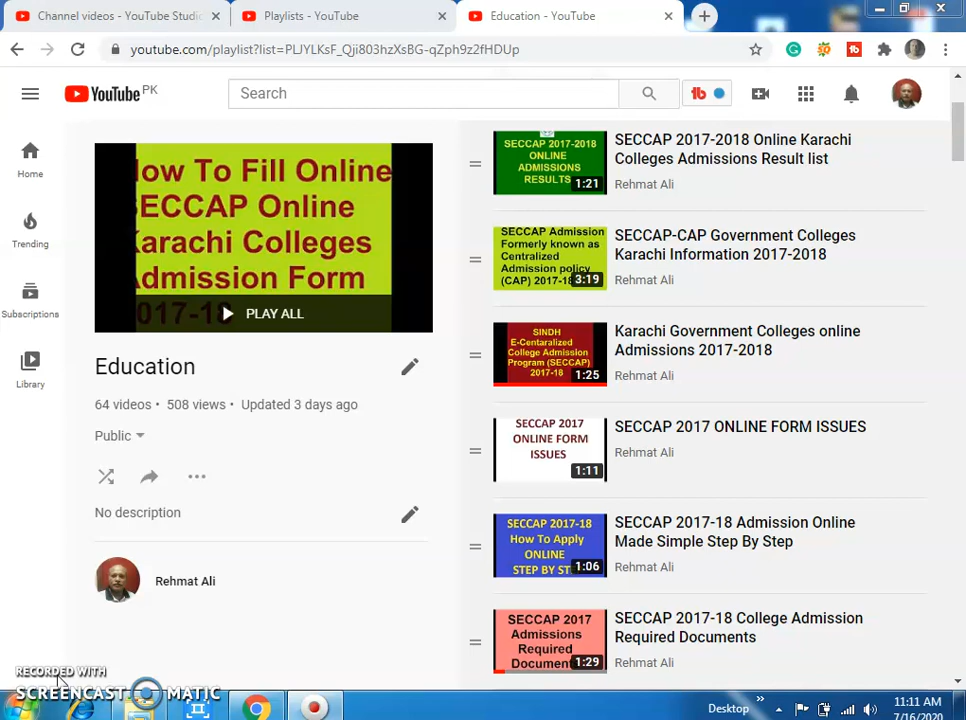 Channel videos - YouTube Studio
Playlists - YouTube
Education - YouTube
youtube.com/playlist?list=PLJYLKsF_Qji803hzXsBG-qZph9z2fHDUp
YouTube PK
Search
Home
Trending
Subscriptions
Library
How To Fill Online
SECCAP Online
Karachi Colleges
Admission Form
2017-18
PLAY ALL
Education
64 videos • 508 views • Updated 3 days ago
Public
No description
Rehmat Ali
SECCAP 2017-2018
ONLINE
ADMISSIONS
RESULTS
1:21
SECCAP 2017-2018 Online Karachi
Colleges Admissions Result list
Rehmat Ali
SECCAP Admission
Formerly known as
Centralized
Admission policy
(CAP) 2017-18
3:19
SECCAP-CAP Government Colleges
Karachi Information 2017-2018
Rehmat Ali
SINDH
E-Centaralized
College Admission
Program (SECCAP)
2017-18
1:25
Karachi Government Colleges online
Admissions 2017-2018
Rehmat Ali
SECCAP 2017
ONLINE FORM
ISSUES
1:11
SECCAP 2017 ONLINE FORM ISSUES
Rehmat Ali
SECCAP 2017-18
How To Apply
ONLINE
STEP BY ST
1:06
SECCAP 2017-18 Admission Online
Made Simple Step By Step
Rehmat Ali
SECCAP 2017
Admissions
Required
Document
1:29
SECCAP 2017-18 College Admission
Required Documents
Rehmat Ali
RECORDED WITH
SCREENCAST MATIC
Desktop
11:11 AM
7/16/2020